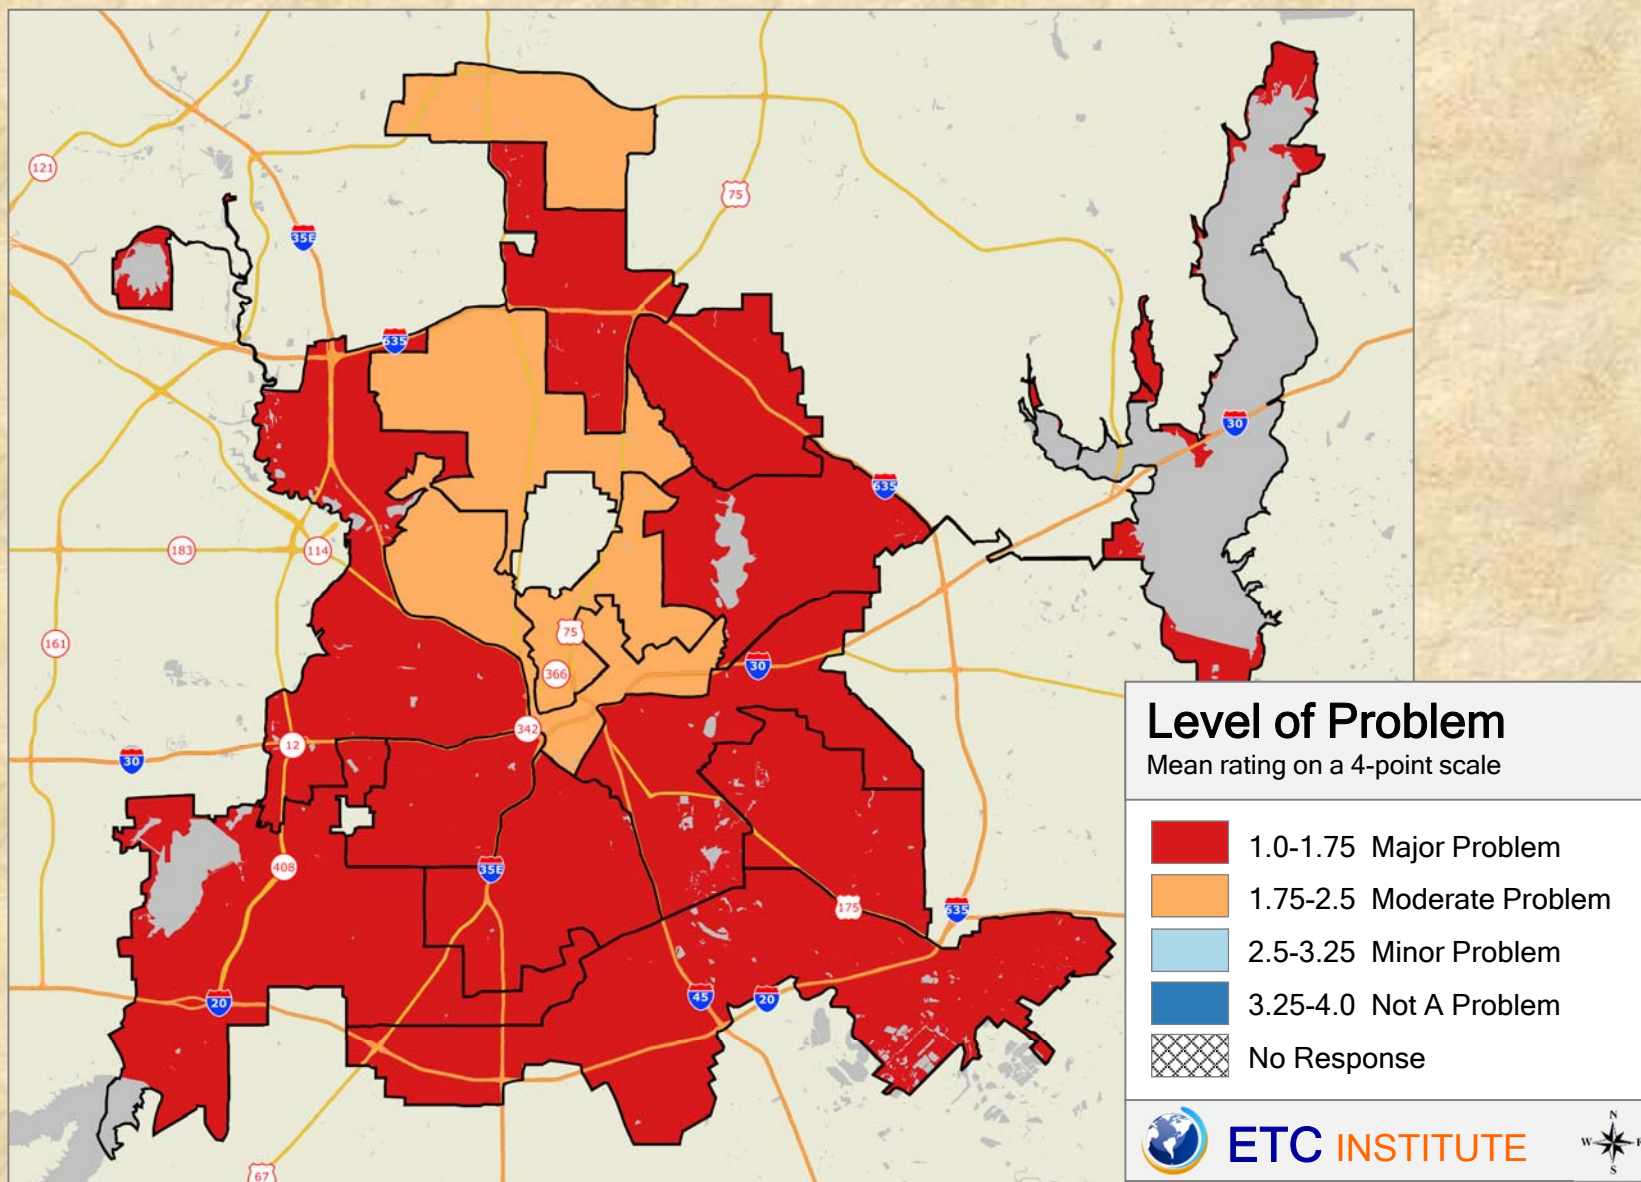 121
75
35E
635
30
635
183
114
161
75
366
30
342
12
30
408
35E
175
635
20
45
20
67
Level of Problem
Mean rating on a 4-point scale
1.0-1.75 Major Problem
1.75-2.5 Moderate Problem
2.5-3.25 Minor Problem
3.25-4.0 Not A Problem
No Response
ETC INSTITUTE
N
W
E
S